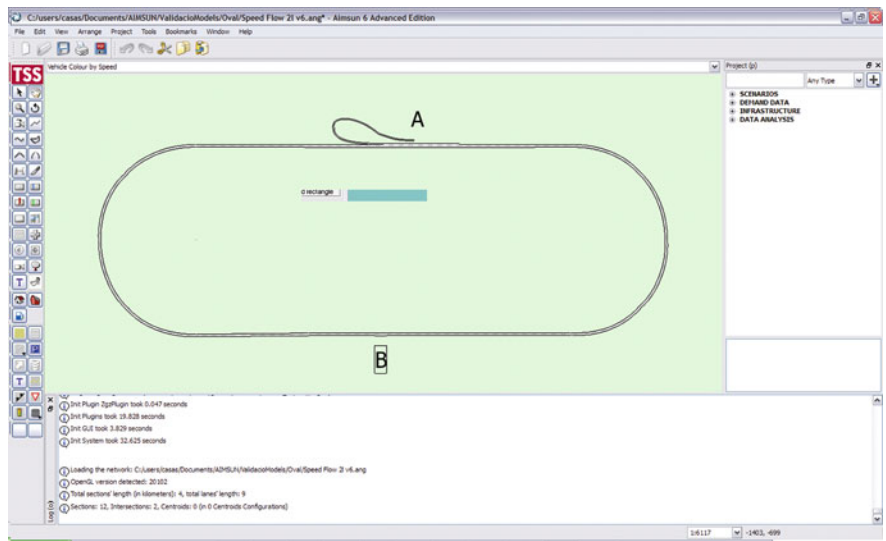 C:/users/casas/Documents/AIMSUN/ValidacioModels/Oval/Speed Flow 2l v6.ang* - Aimsun 6 Advanced Edition
File Edit View Arrange Project Tools Bookmarks Window Help
TSS
Vehicle Colour by Speed
Project (p)
Any Type
SCENARIOS
DEMAND DATA
INFRASTRUCTURE
DATA ANALYSIS
A
0 rectangle
B
Init Plugin ZgzPlugin took 0.047 seconds
Init Plugins took 19.828 seconds
Init GUI took 3.829 seconds
Init System took 32.625 seconds
Loading the network: C:/users/casas/Documents/AIMSUN/ValidacioModels/Oval/Speed Flow 2l v6.ang
OpenGL version detected: 20102
Total sections' length (in kilometers): 4, total lanes' length: 9
Sections: 12, Intersections: 2, Centroids: 0 (in 0 Centroids Configurations)
Log (o)
1:6117
-1403, -699